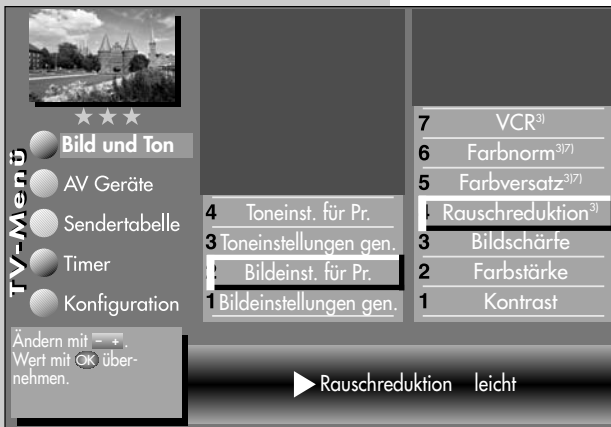 TV-Menü
Bild und Ton
AV Geräte
Sendertabelle
Timer
Konfiguration
4 Toneinst. für Pr.
3 Toneinstellungen gen.
2 Bildeinst. für Pr.
1 Bildeinstellungen gen.
7 VCR3)
6 Farbnorm3)7)
5 Farbversatz3)7)
4 Rauschreduktion3)
3 Bildschärfe
2 Farbstärke
1 Kontrast
Ändern mit - + .
Wert mit OK über-
nehmen.
Rauschreduktion leicht